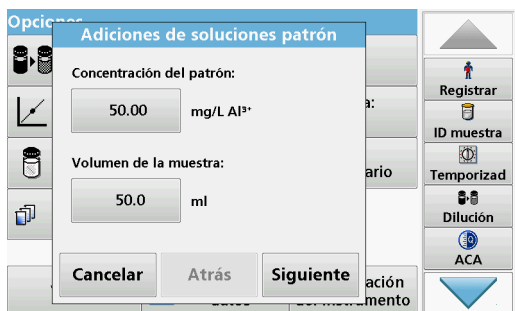 Opciones
Adiciones de soluciones patrón
Concentración del patrón:
50.00 mg/L Al³⁺
Volumen de la muestra:
50.0 ml
Cancelar Atrás Siguiente
Registrar
ID muestra
Temporizad
Dilución
ACA